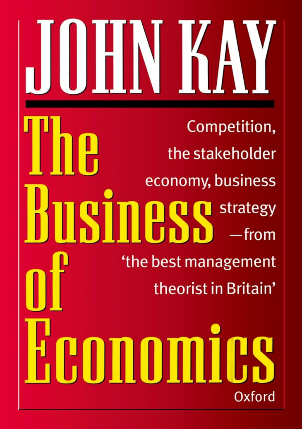 JOHN KAY
The
Business
of
Economics
Competition,
the stakeholder
economy, business
strategy
—from
‘the best management
theorist in Britain’
Oxford